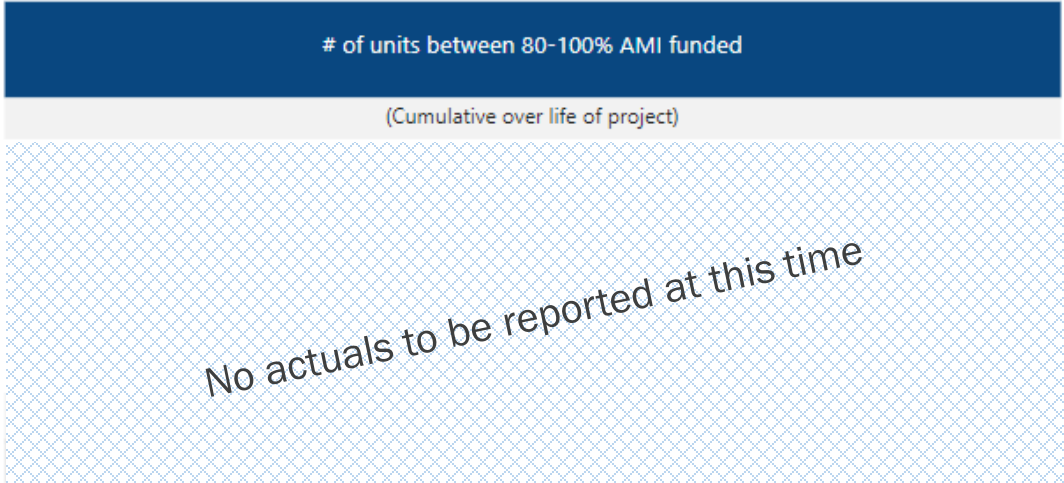 # of units between 80-100% AMI funded
(Cumulative over life of project)
No actuals to be reported at this time